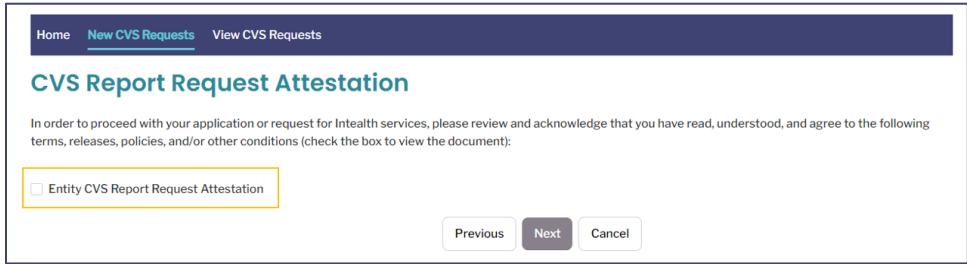 Home New CVS Requests View CVS Requests
CVS Report Request Attestation
In order to proceed with your application or request for Intealth services, please review and acknowledge that you have read, understood, and agree to the following
terms, releases, policies, and/or other conditions (check the box to view the document):
Entity CVS Report Request Attestation
Previous Next Cancel